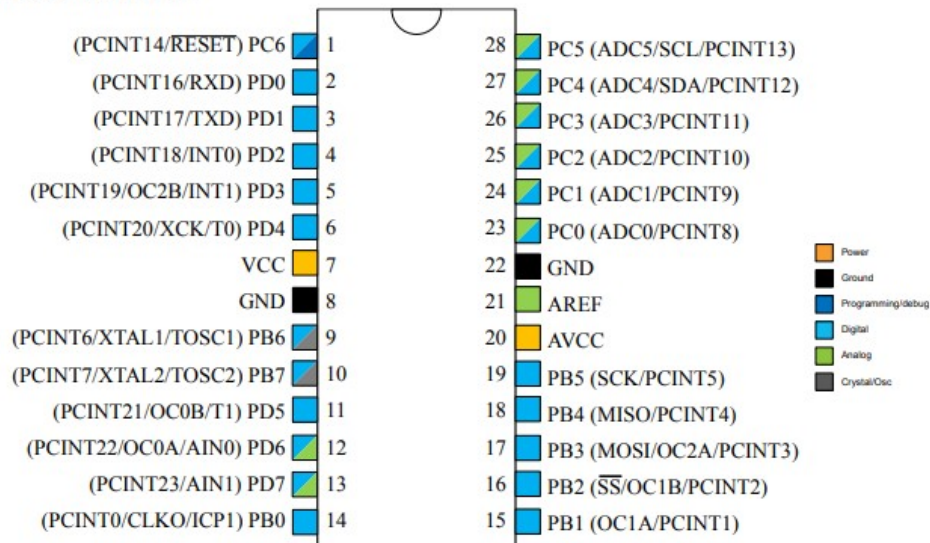 (PCINT14/RESET) PC6 1
(PCINT16/RXD) PD0 2
(PCINT17/TXD) PD1 3
(PCINT18/INT0) PD2 4
(PCINT19/OC2B/INT1) PD3 5
(PCINT20/XCK/T0) PD4 6
VCC 7
GND 8
(PCINT6/XTAL1/TOSC1) PB6 9
(PCINT7/XTAL2/TOSC2) PB7 10
(PCINT21/OC0B/T1) PD5 11
(PCINT22/OC0A/AIN0) PD6 12
(PCINT23/AIN1) PD7 13
(PCINT0/CLKO/ICP1) PB0 14
28 PC5 (ADC5/SCL/PCINT13)
27 PC4 (ADC4/SDA/PCINT12)
26 PC3 (ADC3/PCINT11)
25 PC2 (ADC2/PCINT10)
24 PC1 (ADC1/PCINT9)
23 PC0 (ADC0/PCINT8)
22 GND
21 AREF
20 AVCC
19 PB5 (SCK/PCINT5)
18 PB4 (MISO/PCINT4)
17 PB3 (MOSI/OC2A/PCINT3)
16 PB2 (SS/OC1B/PCINT2)
15 PB1 (OC1A/PCINT1)
Power
Ground
Programming/debug
Digital
Analog
Crystal/Osc